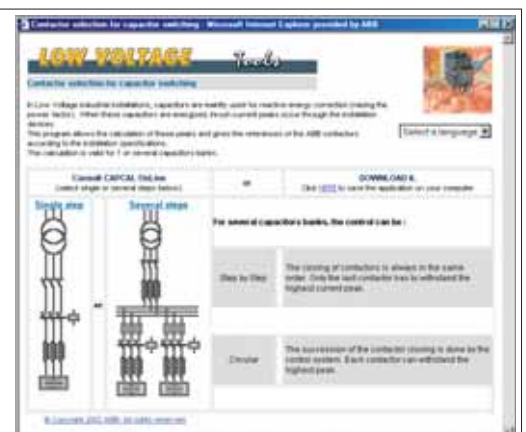 Contactor selection for capacitor switching - Microsoft Internet Explorer provided by ABB
LOW VOLTAGE Tools
Contactor selection for capacitor switching
In Low Voltage industrial installations, capacitors are mainly used for reactive energy correction (raising the
power factor). When these capacitors are energized, inrush current peaks occur through the installation
devices.
This program allows the calculation of these peaks and gives the references of the ABB contactors
according to the installation specifications.
The calculation is valid for 1 or several capacitors banks.
Select a language
Consult CAPCAL OnLine
(select single or several steps below)
or
DOWNLOAD it.
Click HERE to save the application on your computer
Single step
Several steps
or
For several capacitors banks, the control can be :
Step by Step
The closing of contactors is always in the same
order. Only the last contactor has to withstand the
highest current peak.
Circular
The succession of the contactor closing is done by the
control system. Each contactor can withstand the
highest peak.
© Copyright 2002 ABB. All rights reserved